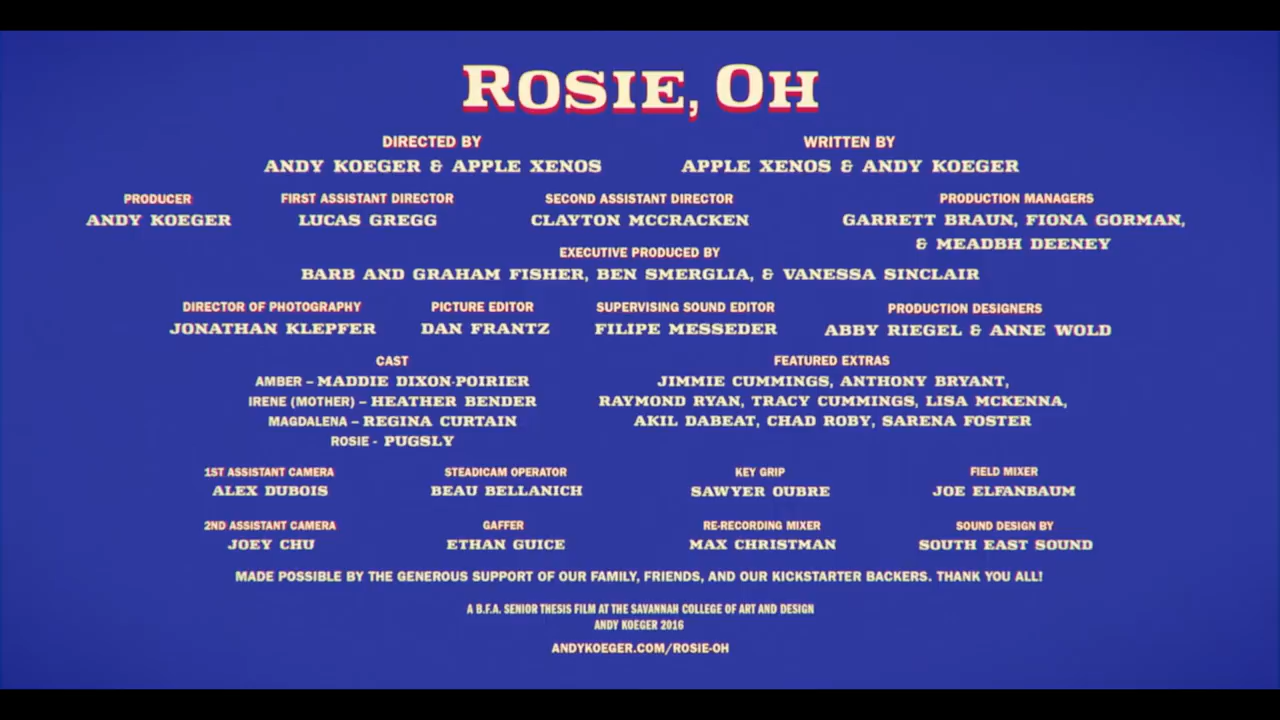 ROSIE, OH
DIRECTED BY
ANDY KOEGER & APPLE XENOS
WRITTEN BY
APPLE XENOS & ANDY KOEGER
PRODUCER
ANDY KOEGER
FIRST ASSISTANT DIRECTOR
LUCAS GREGG
SECOND ASSISTANT DIRECTOR
CLAYTON MCCRACKEN
PRODUCTION MANAGERS
GARRETT BRAUN, FIONA GORMAN,
& MEADBH DEENEY
EXECUTIVE PRODUCED BY
BARB AND GRAHAM FISHER, BEN SMERGLIA, & VANESSA SINCLAIR
DIRECTOR OF PHOTOGRAPHY
JONATHAN KLEPFER
PICTURE EDITOR
DAN FRANTZ
SUPERVISING SOUND EDITOR
FILIPE MESSEDER
PRODUCTION DESIGNERS
ABBY RIEGEL & ANNE WOLD
CAST
AMBER – MADDIE DIXON-POIRIER
IRENE (MOTHER) – HEATHER BENDER
MAGDALENA – REGINA CURTAIN
ROSIE - PUGSLY
FEATURED EXTRAS
JIMMIE CUMMINGS, ANTHONY BRYANT,
RAYMOND RYAN, TRACY CUMMINGS, LISA MCKENNA,
AKIL DABEAT, CHAD ROBY, SARENA FOSTER
1ST ASSISTANT CAMERA
ALEX DUBOIS
STEADICAM OPERATOR
BEAU BELLANICH
KEY GRIP
SAWYER OUBRE
FIELD MIXER
JOE ELFANBAUM
2ND ASSISTANT CAMERA
JOEY CHU
GAFFER
ETHAN GUICE
RE-RECORDING MIXER
MAX CHRISTMAN
SOUND DESIGN BY
SOUTH EAST SOUND
MADE POSSIBLE BY THE GENEROUS SUPPORT OF OUR FAMILY, FRIENDS, AND OUR KICKSTARTER BACKERS. THANK YOU ALL!
A B.F.A. SENIOR THESIS FILM AT THE SAVANNAH COLLEGE OF ART AND DESIGN
ANDY KOEGER 2016
ANDYKOEGER.COM/ROSIE-OH